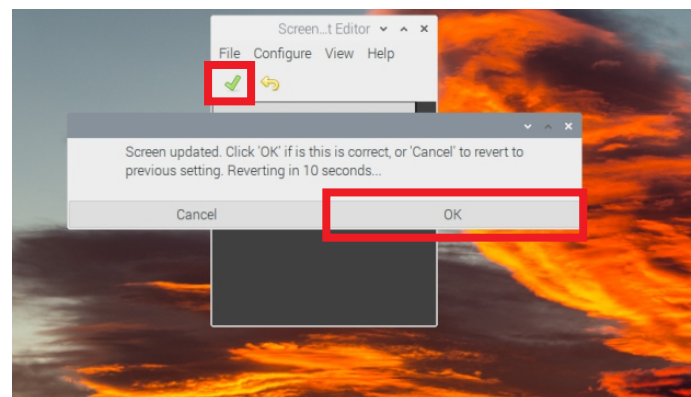 Screen...t Editor
File Configure View Help
Screen updated. Click 'OK' if is this is correct, or 'Cancel' to revert to
previous setting. Reverting in 10 seconds...
Cancel OK